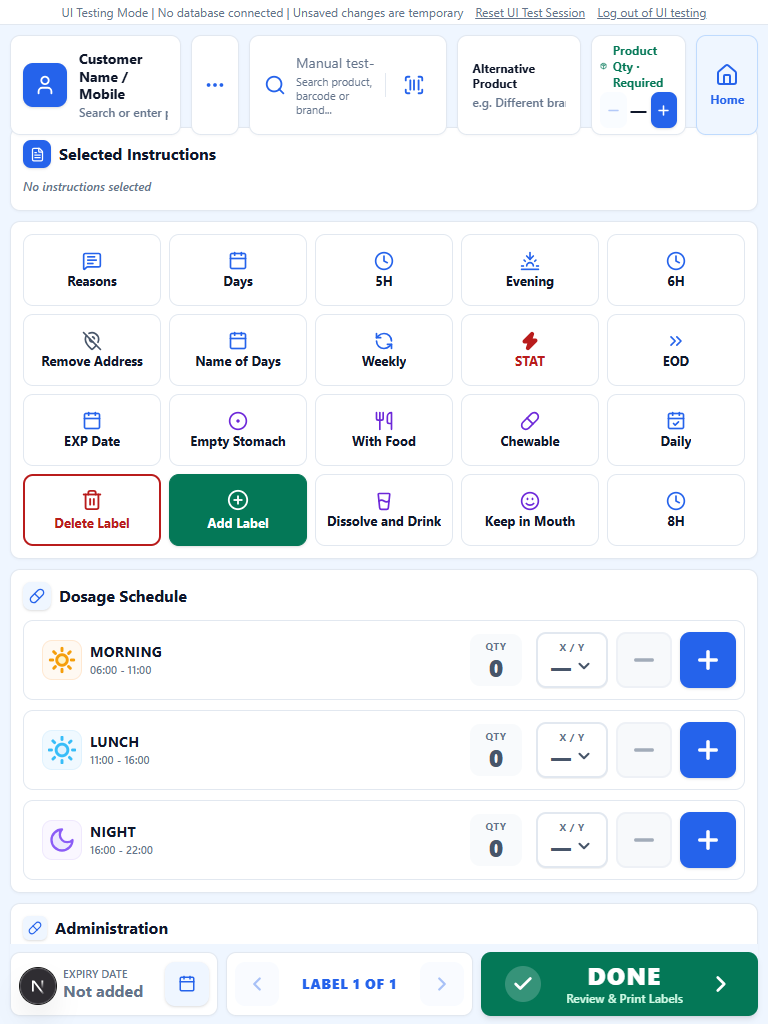 UI Testing Mode | No database connected | Unsaved changes are temporary Reset UI Test Session Log out of UI testing
Customer Name / Mobile
Search or enter
Manual test-
Search product, barcode or brand...
Alternative Product
e.g. Different bra
Product Qty · Required
—
Home
Selected Instructions
No instructions selected
Reasons
Days
5H
Evening
6H
Remove Address
Name of Days
Weekly
STAT
EOD
EXP Date
Empty Stomach
With Food
Chewable
Daily
Delete Label
Add Label
Dissolve and Drink
Keep in Mouth
8H
Dosage Schedule
MORNING
06:00 - 11:00
QTY
0
X / Y
—
LUNCH
11:00 - 16:00
QTY
0
X / Y
—
NIGHT
16:00 - 22:00
QTY
0
X / Y
—
Administration
N
EXPIRY DATE
Not added
LABEL 1 OF 1
DONE
Review & Print Labels